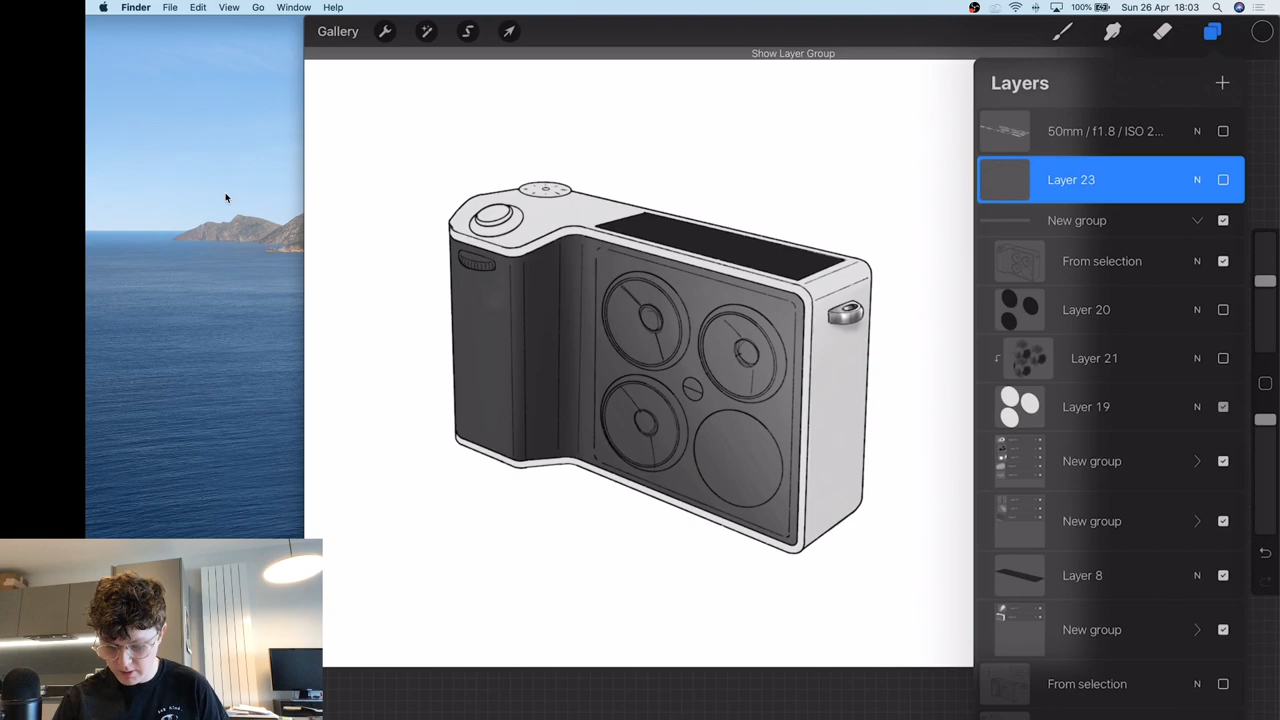 Finder File Edit View Go Window Help
100% Sun 26 Apr 18:03
Gallery
Show Layer Group
Layers
50mm / f1.8 / ISO 2... N
Layer 23 N
New group
From selection N
Layer 20 N
Layer 21 N
Layer 19 N
New group
New group
Layer 8 N
New group
From selection N